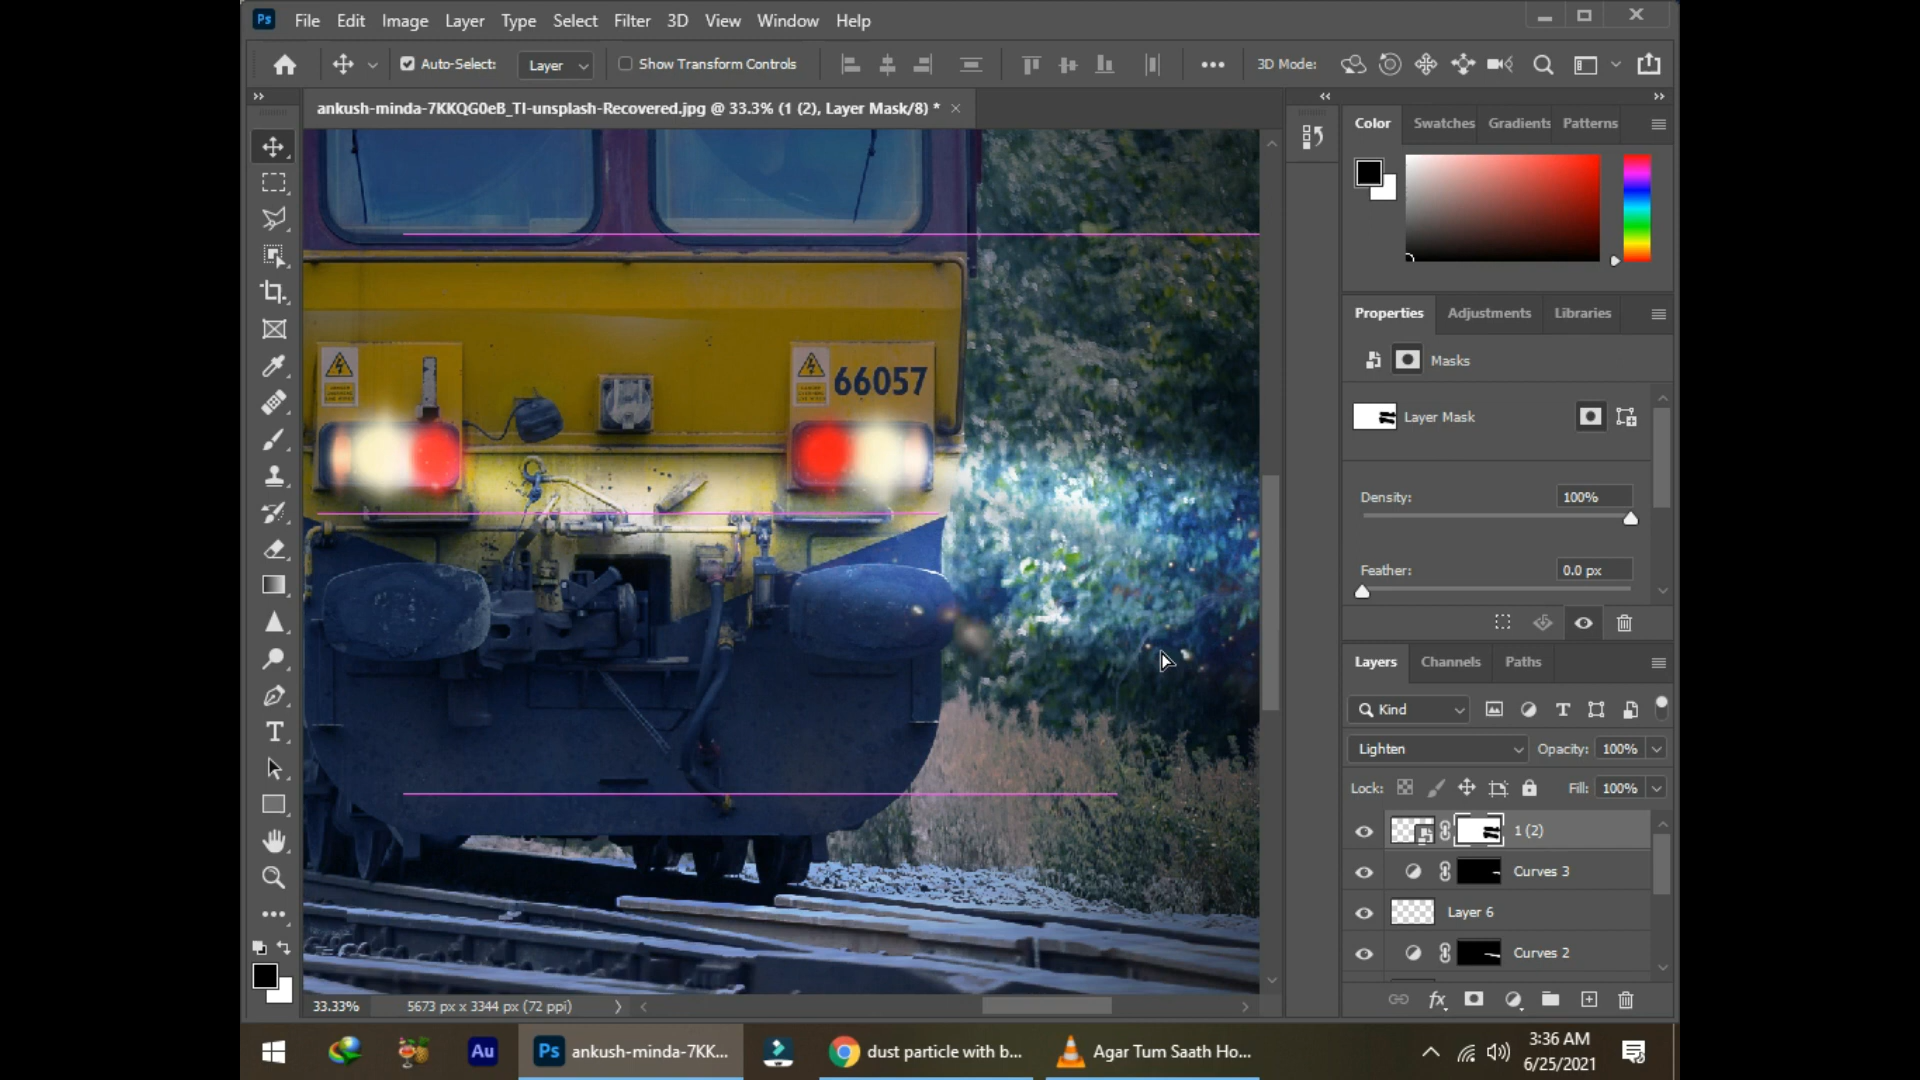 Ps File Edit Image Layer Type Select Filter 3D View Window Help
Auto-Select: Layer Show Transform Controls 3D Mode:
ankush-minda-7KKQG0eB_TI-unsplash-Recovered.jpg @ 33.3% (1 (2), Layer Mask/8) *
Color Swatches Gradients Patterns
Properties Adjustments Libraries
Masks
66057
Layer Mask
Density: 100%
Feather: 0.0 px
Layers Channels Paths
Kind
Lighten Opacity: 100%
Lock: Fill: 100%
1 (2)
Curves 3
Layer 6
Curves 2
33.33% 5673 px x 3344 px (72 ppi)
Au Ps ankush-minda-7KK... dust particle with b... Agar Tum Saath Ho...
3:36 AM
6/25/2021